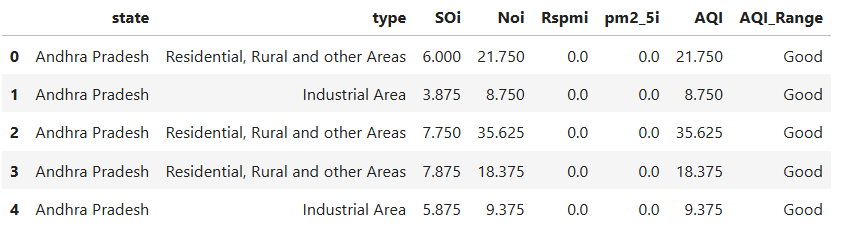 state type SOi Noi Rspmi pm2_5i AQI AQI_Range
0 Andhra Pradesh Residential, Rural and other Areas 6.000 21.750 0.0 0.0 21.750 Good
1 Andhra Pradesh Industrial Area 3.875 8.750 0.0 0.0 8.750 Good
2 Andhra Pradesh Residential, Rural and other Areas 7.750 35.625 0.0 0.0 35.625 Good
3 Andhra Pradesh Residential, Rural and other Areas 7.875 18.375 0.0 0.0 18.375 Good
4 Andhra Pradesh Industrial Area 5.875 9.375 0.0 0.0 9.375 Good